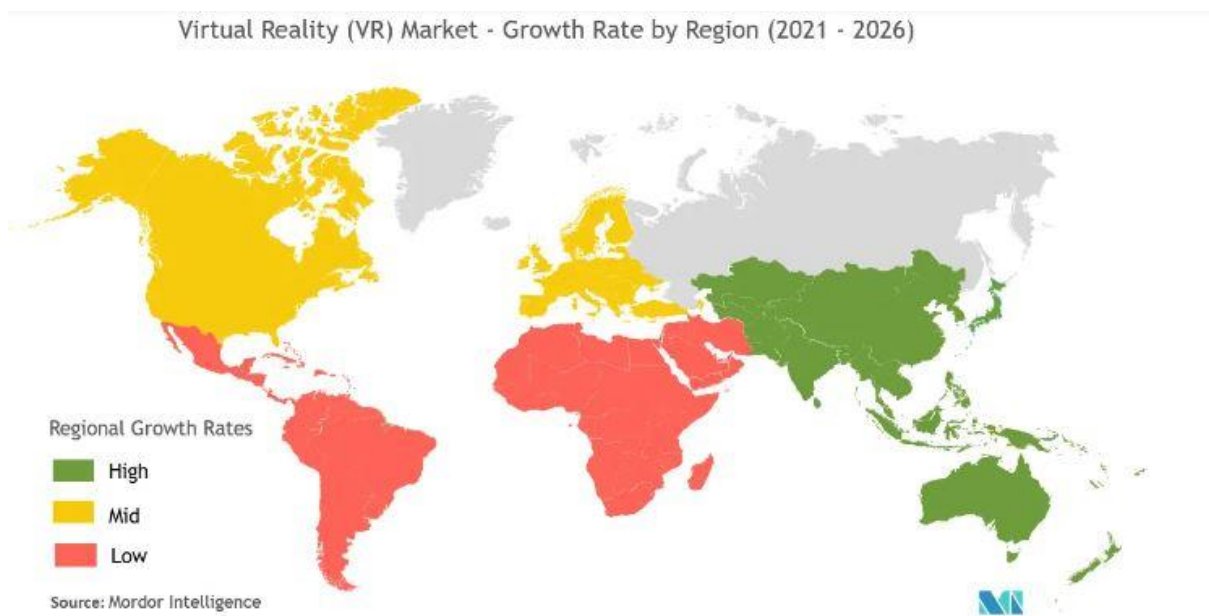 Virtual Reality (VR) Market - Growth Rate by Region (2021 - 2026)
Regional Growth Rates
High
Mid
Low
Source: Mordor Intelligence